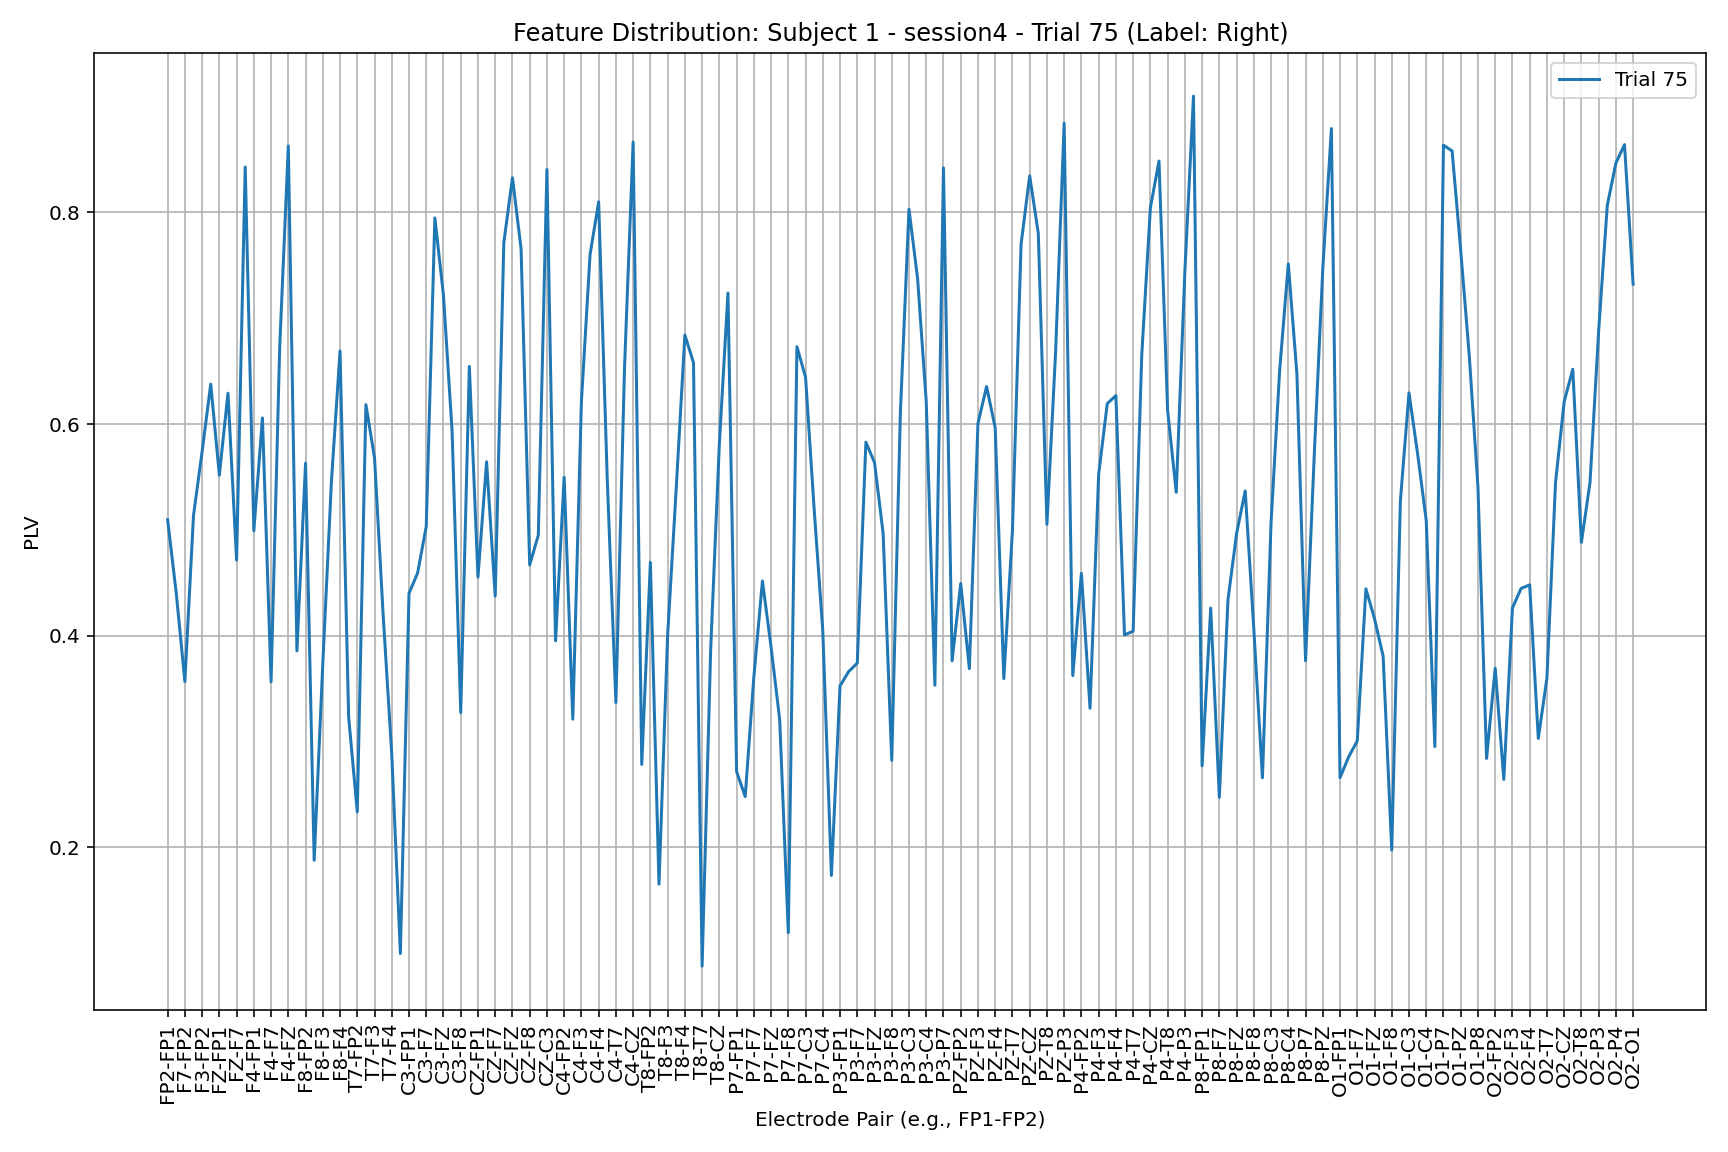 Feature Distribution: Subject 1 - session4 - Trial 75 (Label: Right)
Trial 75
PLV
0.8
0.6
0.4
0.2
FP2-FP1
F7-FP2
F3-FP2
FZ-FP1
FZ-F7
F4-FP1
F4-F7
F4-FZ
F8-FP2
F8-F3
F8-F4
T7-FP2
T7-F3
T7-F4
C3-FP1
C3-F7
C3-FZ
C3-F8
CZ-FP1
CZ-F7
CZ-FZ
CZ-F8
CZ-C3
C4-FP2
C4-F3
C4-F4
C4-T7
C4-CZ
T8-FP2
T8-F3
T8-F4
T8-T7
T8-CZ
P7-FP1
P7-F7
P7-FZ
P7-F8
P7-C3
P7-C4
P3-FP1
P3-F7
P3-FZ
P3-F8
P3-C3
P3-C4
P3-P7
PZ-FP2
PZ-F3
PZ-F4
PZ-T7
PZ-CZ
PZ-T8
PZ-P3
P4-FP2
P4-F3
P4-F4
P4-T7
P4-CZ
P4-T8
P4-P3
P8-FP1
P8-F7
P8-FZ
P8-F8
P8-C3
P8-C4
P8-P7
P8-PZ
O1-FP1
O1-F7
O1-FZ
O1-F8
O1-C3
O1-C4
O1-P7
O1-PZ
O1-P8
O2-FP2
O2-F3
O2-F4
O2-T7
O2-CZ
O2-T8
O2-P3
O2-P4
O2-O1
Electrode Pair (e.g., FP1-FP2)